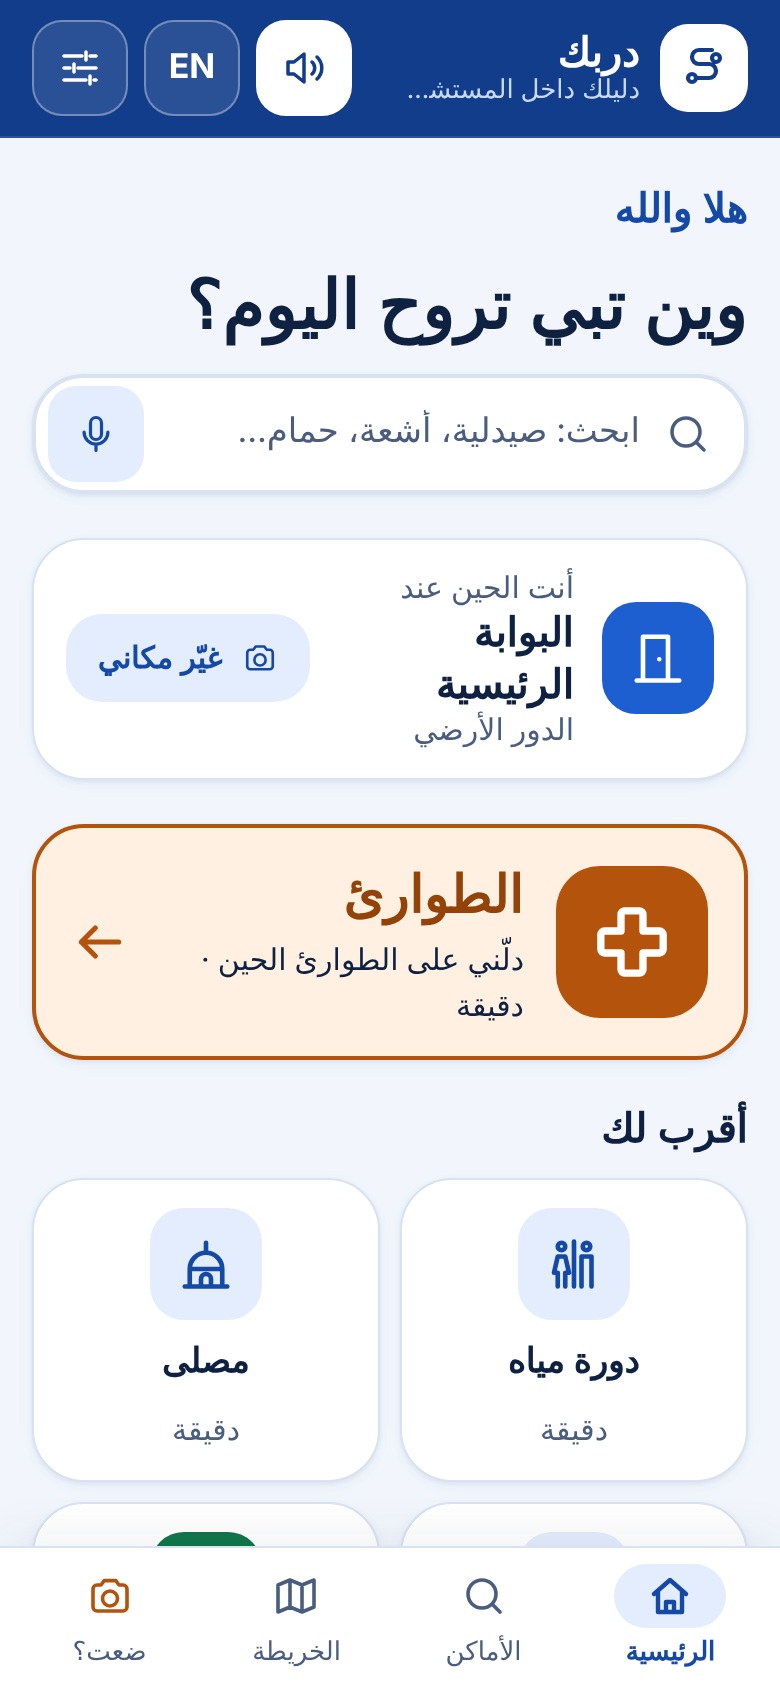 دربك
دليلك داخل المستشـ...
EN
هلا والله
وين تبي تروح اليوم؟
ابحث: صيدلية، أشعة، حمام...
أنت الحين عند
البوابة
الرئيسية
الدور الأرضي
غيّر مكاني
الطوارئ
دلّني على الطوارئ الحين ·
دقيقة
أقرب لك
دورة مياه
دقيقة
مصلى
دقيقة
الرئيسية
الأماكن
الخريطة
ضعت؟